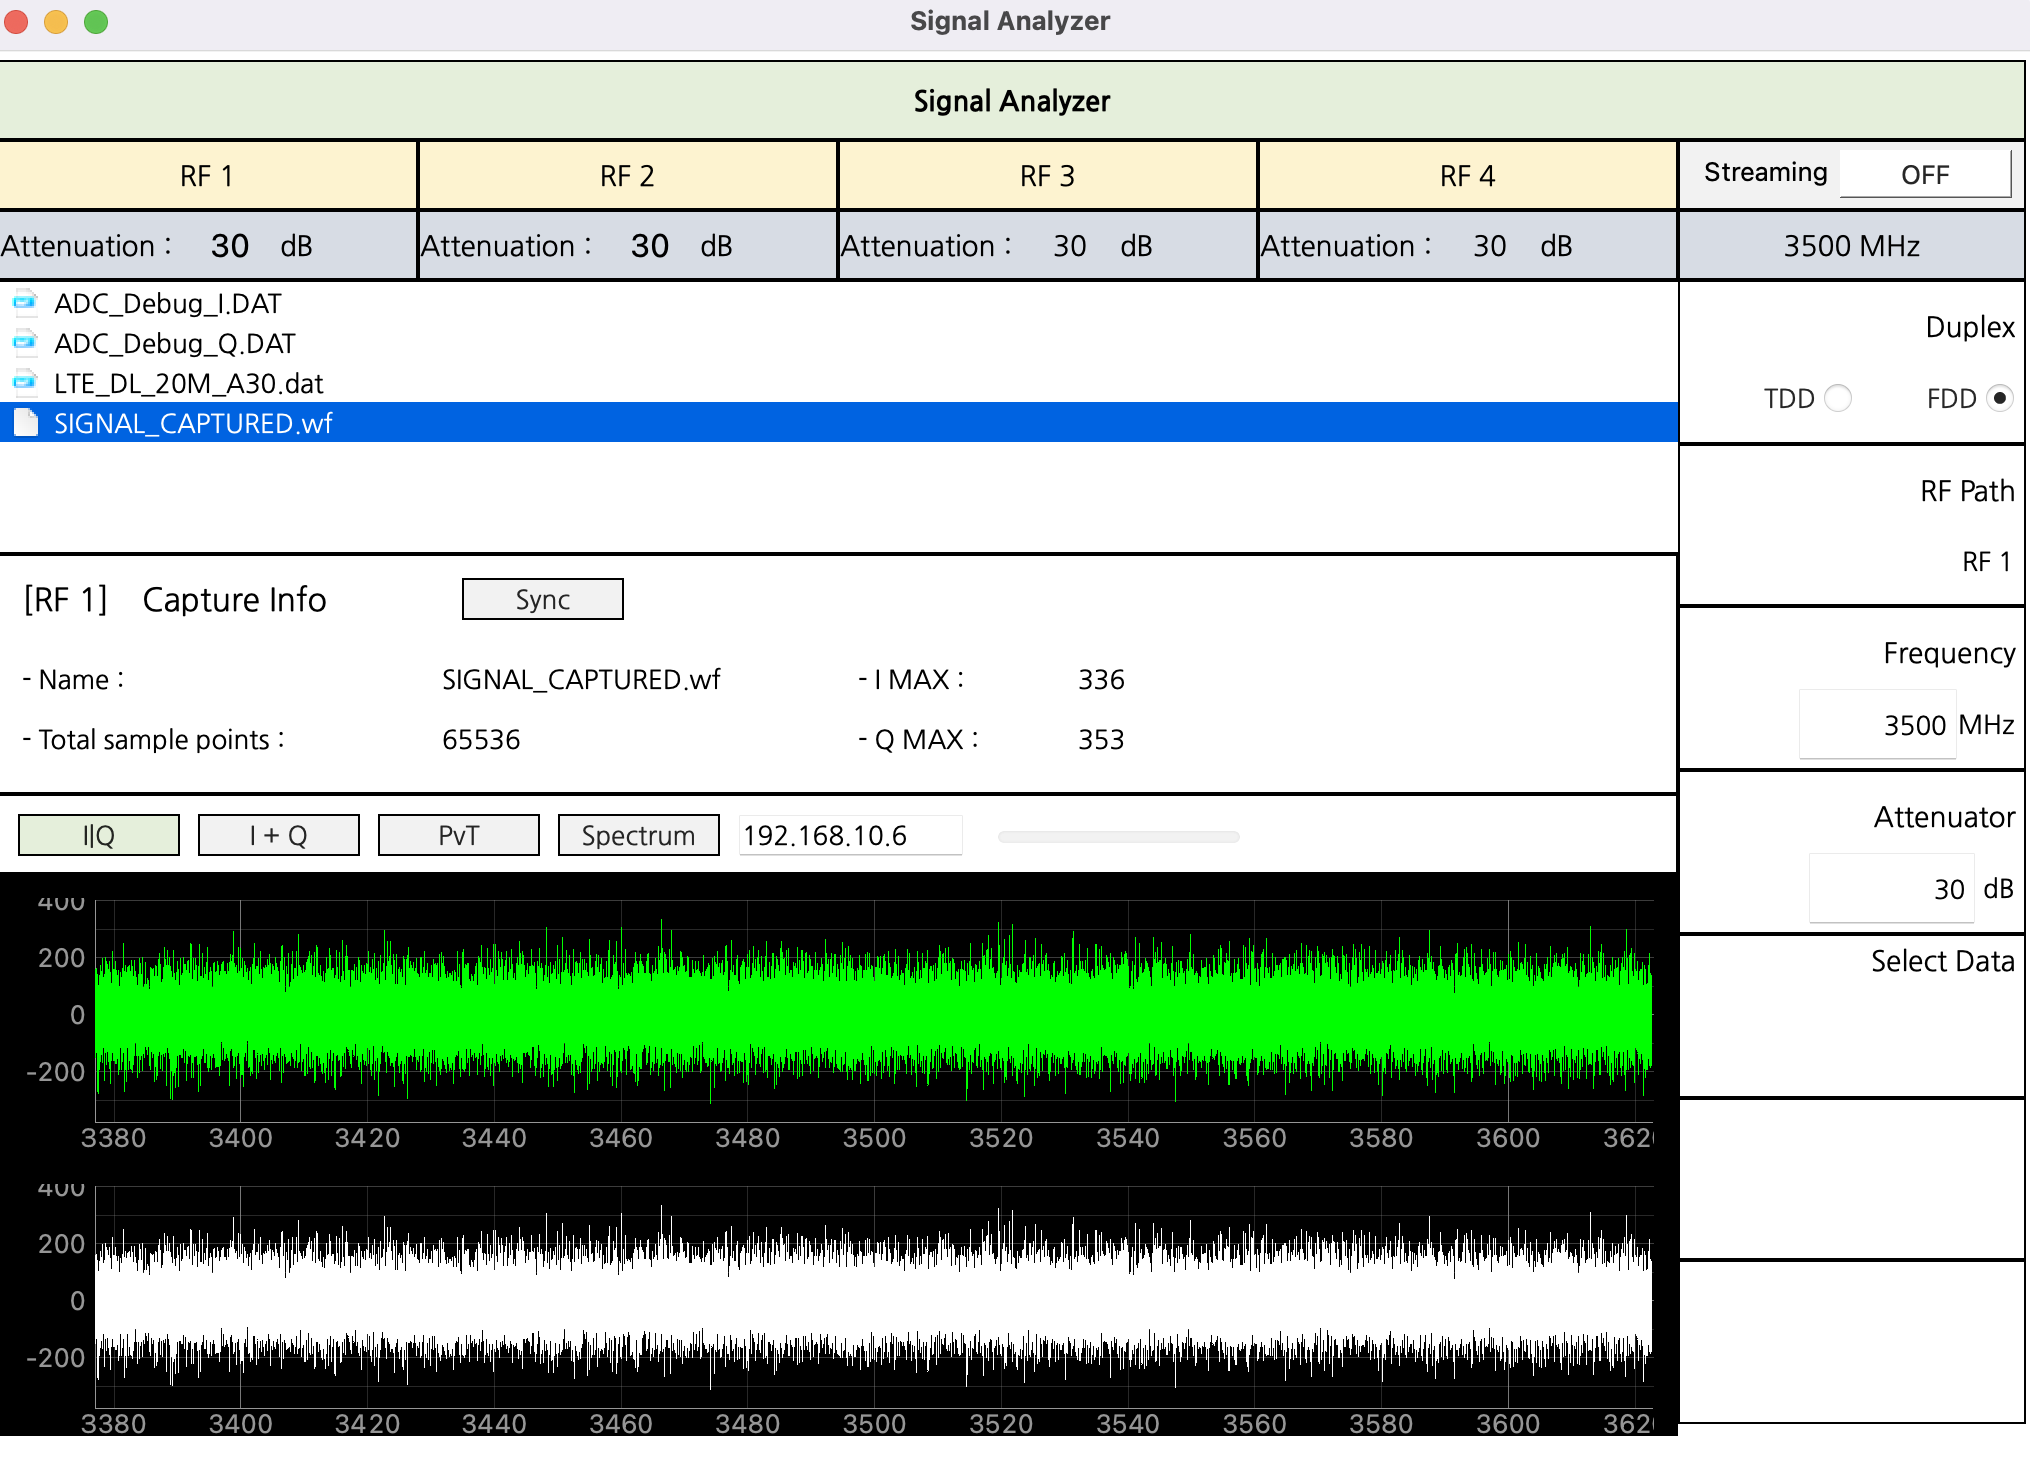 Signal Analyzer
Signal Analyzer
RF 1 RF 2 RF 3 RF 4 Streaming OFF
Attenuation : 30 dB Attenuation : 30 dB Attenuation : 30 dB Attenuation : 30 dB 3500 MHz
ADC_Debug_I.DAT
ADC_Debug_Q.DAT
LTE_DL_20M_A30.dat
SIGNAL_CAPTURED.wf
Duplex
TDD FDD
RF Path
RF 1
[RF 1] Capture Info Sync
- Name : SIGNAL_CAPTURED.wf - I MAX : 336
- Total sample points : 65536 - Q MAX : 353
Frequency
3500 MHz
Attenuator
30 dB
Select Data
I|Q I + Q PvT Spectrum 192.168.10.6
400
200
0
-200
3380 3400 3420 3440 3460 3480 3500 3520 3540 3560 3580 3600 3620
400
200
0
-200
3380 3400 3420 3440 3460 3480 3500 3520 3540 3560 3580 3600 3620